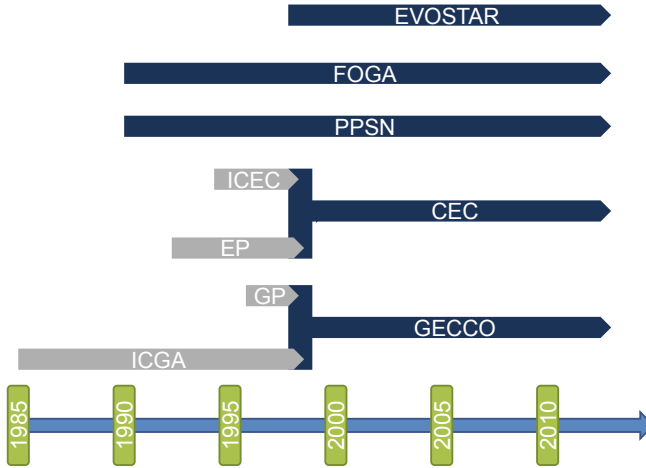 EVOSTAR
FOGA
PPSN
ICEC
CEC
EP
GP
GECCO
ICGA
1985
1990
1995
2000
2005
2010